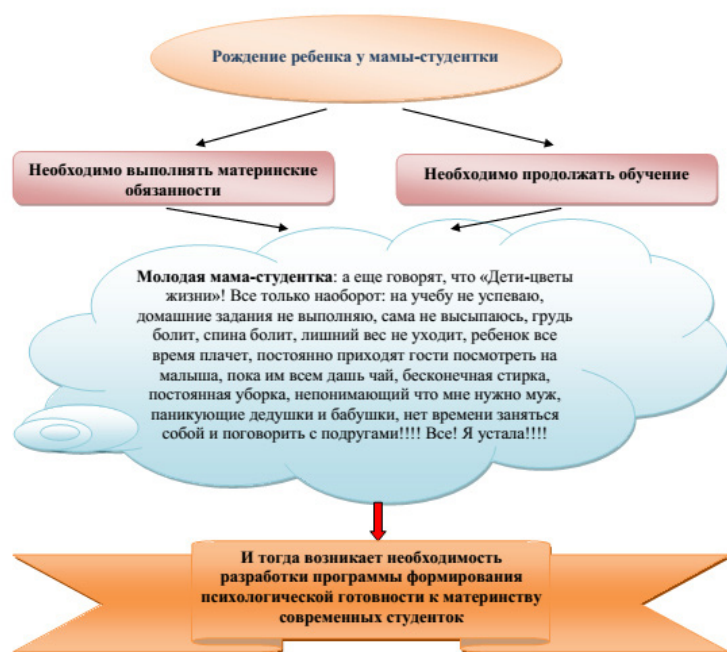 Рождение ребенка у мамы-студентки
Необходимо выполнять материнские
обязанности
Необходимо продолжать обучение
Молодая мама-студентка: а еще говорят, что «Дети-цветы
жизни»! Все только наоборот: на учебу не успеваю,
домашние задания не выполняю, сама не высыпаюсь, грудь
болит, спина болит, лишний вес не уходит, ребенок все
время плачет, постоянно приходят гости посмотреть на
малыша, пока им всем дашь чай, бесконечная стирка,
постоянная уборка, непонимающий что мне нужно муж,
паникующие дедушки и бабушки, нет времени заняться
собой и поговорить с подругами!!!! Все! Я устала!!!!
И тогда возникает необходимость
разработки программы формирования
психологической готовности к материнству
современных студенток